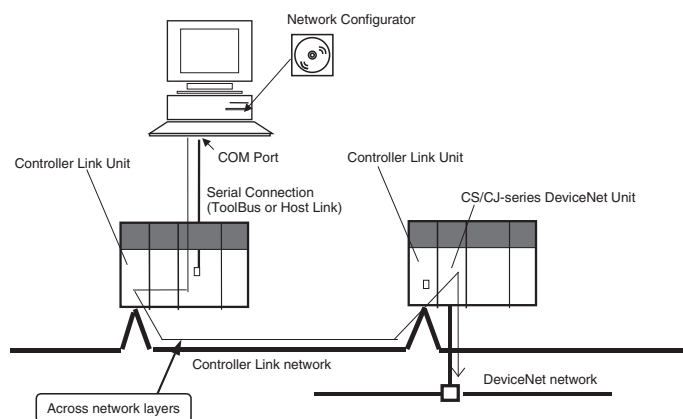 Network Configurator
COM Port
Controller Link Unit
Serial Connection
(ToolBus or Host Link)
Controller Link Unit
CS/CJ-series DeviceNet Unit
Controller Link network
Across network layers
DeviceNet network